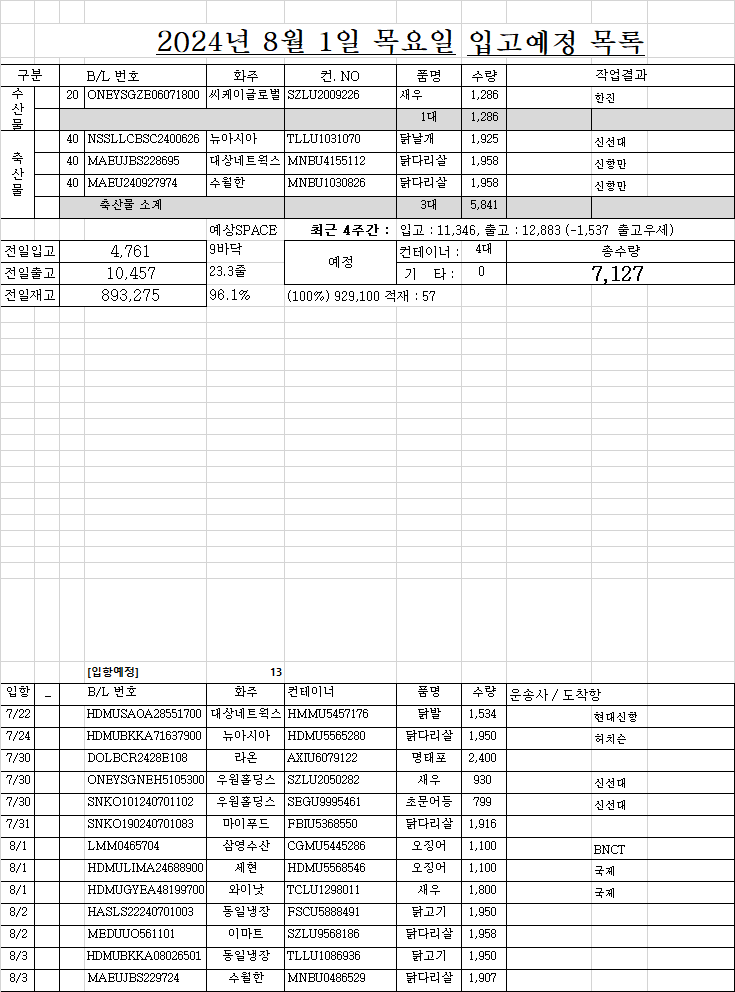 2024년 8월 1일 목요일 입고예정 목록
구분 B/L 번호 화주 컨. NO 품명 수량 작업결과
수산물 20 ONEYSGZE06071800 씨케이글로벌 SZLU2009226 새우 1,286 한진
1대 1,286
축산물 40 NSSLLCBSC2400626 뉴아시아 TLLU1031070 닭날개 1,925 신선대
40 MAEUJBS228695 대상네트웍스 MNBU4155112 닭다리살 1,958 신항만
40 MAEU240927974 수월한 MNBU1030826 닭다리살 1,958 신항만
축산물 소계 3대 5,841
예상SPACE 최근 4주간 : 입고 : 11,346, 출고 : 12,883 (-1,537 출고우세)
전일입고 4,761 9바닥 예정 컨테이너 : 4대 총수량
전일출고 10,457 23.3줄 기 타 : 0 7,127
전일재고 893,275 96.1% (100%) 929,100 적재 : 57
[입항예정] 13
입항 _ B/L 번호 화주 컨테이너 품명 수량 운송사 / 도착항
7/22 HDMUSAOA28551700 대상네트웍스 HMMU5457176 닭발 1,534 현대신항
7/24 HDMUBKKA71637900 뉴아시아 HDMU5565280 닭다리살 1,950 허치슨
7/30 DOLBCR2428E108 라온 AXIU6079122 명태포 2,400
7/30 ONEYSGNEH5105300 우원홀딩스 SZLU2050282 새우 930 신선대
7/30 SNKO101240701102 우원홀딩스 SEGU9995461 초문어등 799 신선대
7/31 SNKO190240701083 마이푸드 FBIU5368550 닭다리살 1,916
8/1 LMM0465704 삼영수산 CGMU5445286 오징어 1,100 BNCT
8/1 HDMULIMA24688900 세현 HDMU5568546 오징어 1,100 국제
8/1 HDMUGYEA48199700 와이낫 TCLU1298011 새우 1,800 국제
8/2 HASLS22240701003 동일냉장 FSCU5888491 닭고기 1,950
8/2 MEDUUO561101 이마트 SZLU9568186 닭다리살 1,958
8/3 HDMUBKKA08026501 동일냉장 TLLU1086936 닭고기 1,950
8/3 MAEUJBS229724 수월한 MNBU0486529 닭다리살 1,907